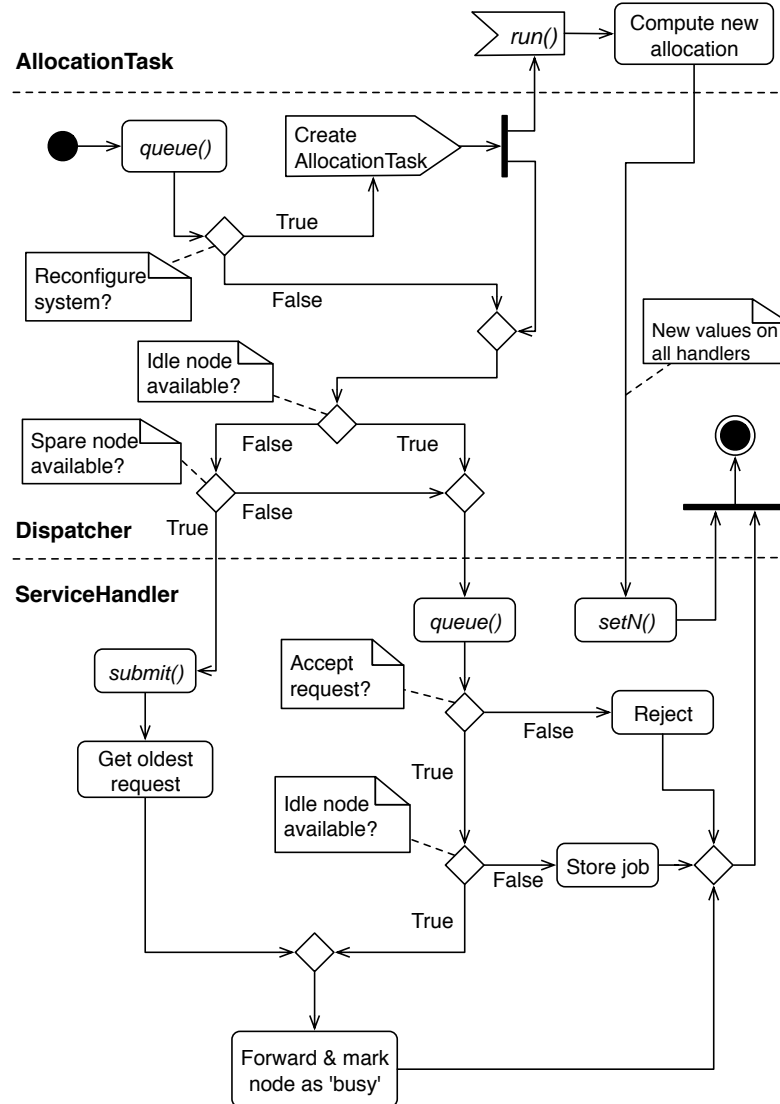 AllocationTask
run()
Compute new
allocation
queue()
Create
AllocationTask
True
Reconfigure
system?
False
New values on
all handlers
Idle node
available?
False
True
Spare node
available?
True
False
Dispatcher
ServiceHandler
queue()
setN()
submit()
Accept
request?
False
Reject
Get oldest
request
True
Idle node
available?
False
Store job
True
Forward & mark
node as 'busy'